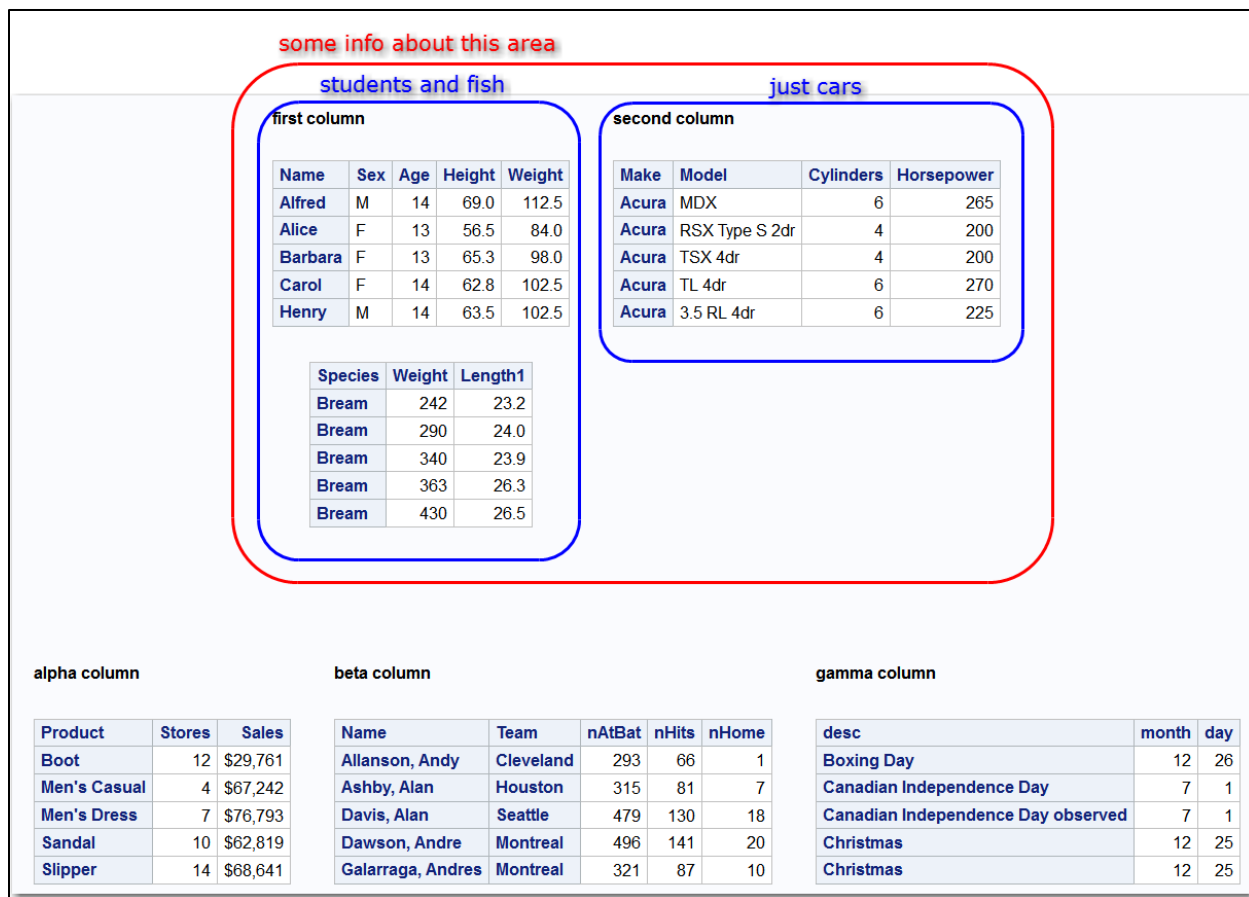 some info about this area
students and fish
just cars
first column
Name Sex Age Height Weight
Alfred M 14 69.0 112.5
Alice F 13 56.5 84.0
Barbara F 13 65.3 98.0
Carol F 14 62.8 102.5
Henry M 14 63.5 102.5
Species Weight Length1
Bream 242 23.2
Bream 290 24.0
Bream 340 23.9
Bream 363 26.3
Bream 430 26.5
second column
Make Model Cylinders Horsepower
Acura MDX 6 265
Acura RSX Type S 2dr 4 200
Acura TSX 4dr 4 200
Acura TL 4dr 6 270
Acura 3.5 RL 4dr 6 225
alpha column
Product Stores Sales
Boot 12 $29,761
Men's Casual 4 $67,242
Men's Dress 7 $76,793
Sandal 10 $62,819
Slipper 14 $68,641
beta column
Name Team nAtBat nHits nHome
Allanson, Andy Cleveland 293 66 1
Ashby, Alan Houston 315 81 7
Davis, Alan Seattle 479 130 18
Dawson, Andre Montreal 496 141 20
Galarraga, Andres Montreal 321 87 10
gamma column
desc month day
Boxing Day 12 26
Canadian Independence Day 7 1
Canadian Independence Day observed 7 1
Christmas 12 25
Christmas 12 25